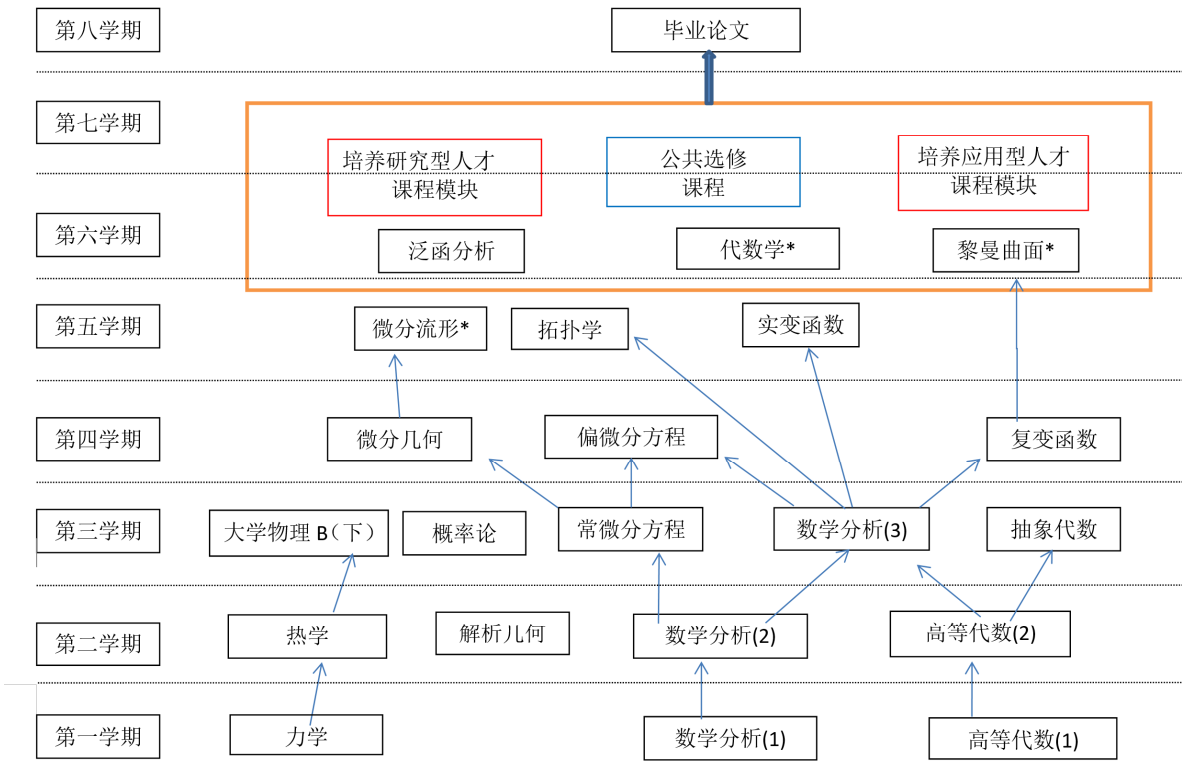 第八学期
毕业论文
第七学期
培养研究型人才
课程模块
公共选修
课程
培养应用型人才
课程模块
第六学期
泛函分析
代数学*
黎曼曲面*
第五学期
微分流形*
拓扑学
实变函数
第四学期
微分几何
偏微分方程
复变函数
第三学期
大学物理 B（下）
概率论
常微分方程
数学分析(3)
抽象代数
第二学期
热学
解析几何
数学分析(2)
高等代数(2)
第一学期
力学
数学分析(1)
高等代数(1)